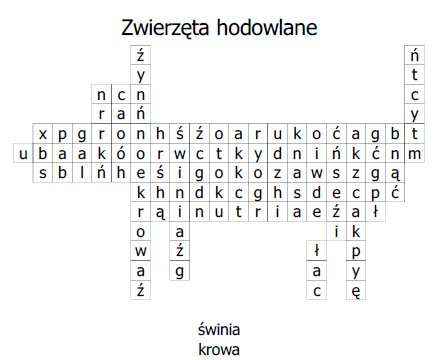 Zwierzęta hodowlane
ź ń
y t
n c n c
r a ń y
x p g r o n h ś ź o a r u k o ć a g b t
u b a a k ó o r w c t k y d n i ń k ć n m
s b l ń h e ś i g o k o z a w s z g ą
k h n d k c g h s d e c p ć
r ą i n u t r i a e ź a ł
o a i k
w ź ł p
a g a y
ź c ę
świnia
krowa